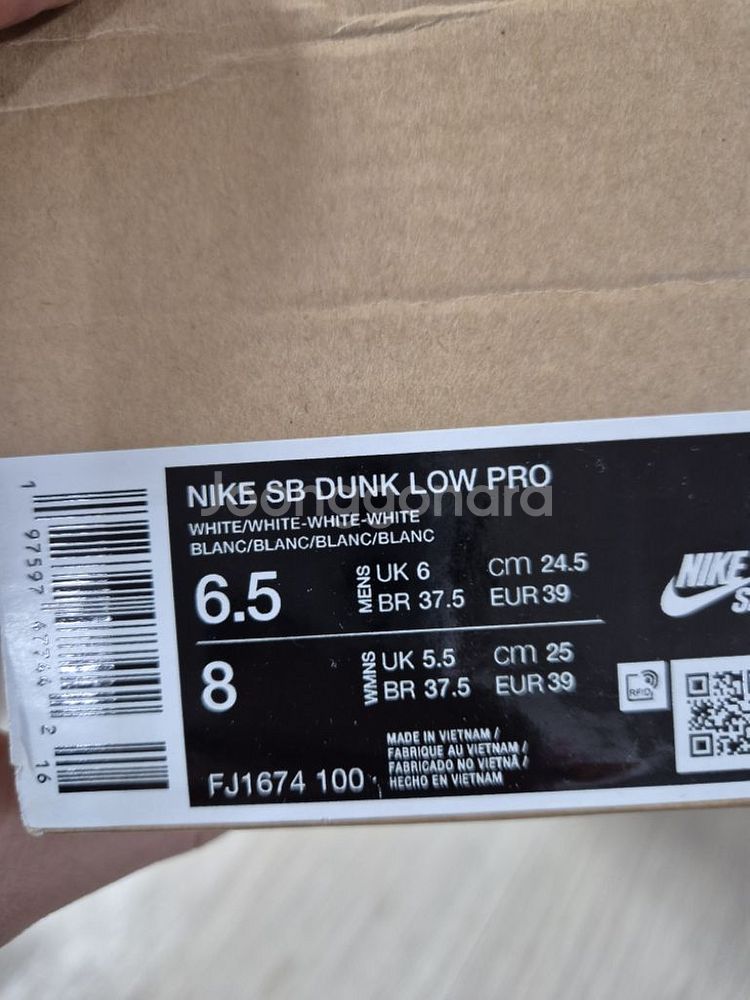 NIKE SB DUNK LOW PRO
Joonggonara
WHITE/WHITE-WHITE-WHITE
BLANC/BLANC/BLANC/BLANC
6.5
MENS
UK 6
cm 24.5
BR 37.5
EUR 39
8
WMNS
UK 5.5
cm 25
BR 37.5
EUR 39
NIKE
RFID
MADE IN VIETNAM /
FABRIQUE AU VIETNAM /
FABRICADO NO VIETNÃ /
HECHO EN VIETNAM
FJ1674 100